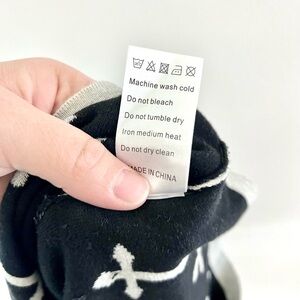 Machine wash cold
Do not bleach
Do not tumble dry
Iron medium heat
Do not dry clean
MADE IN CHINA